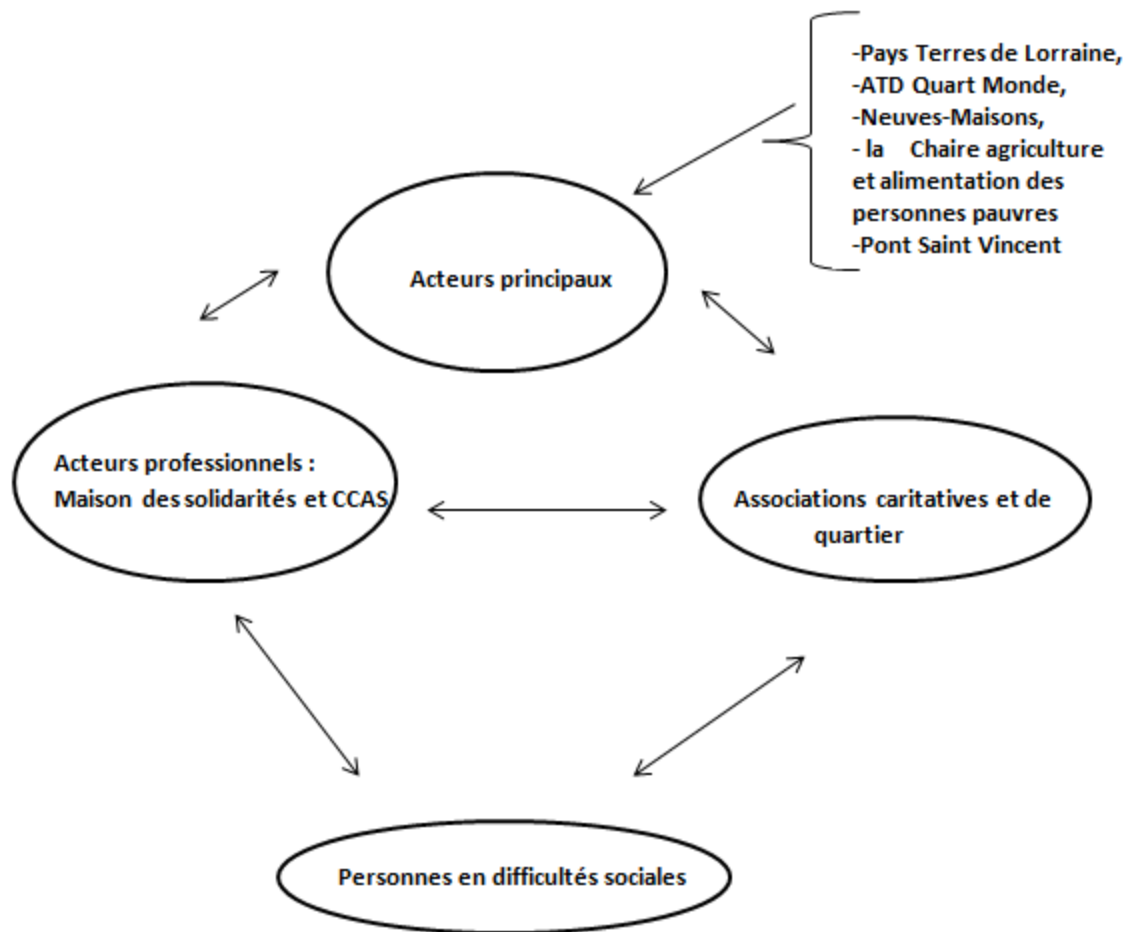 -Pays Terres de Lorraine,
-ATD Quart Monde,
-Neuves-Maisons,
- la Chaire agriculture
et alimentation des
personnes pauvres
-Pont Saint Vincent
Acteurs principaux
Acteurs professionnels :
Maison des solidarités et CCAS
Associations caritatives et de
quartier
Personnes en difficultés sociales